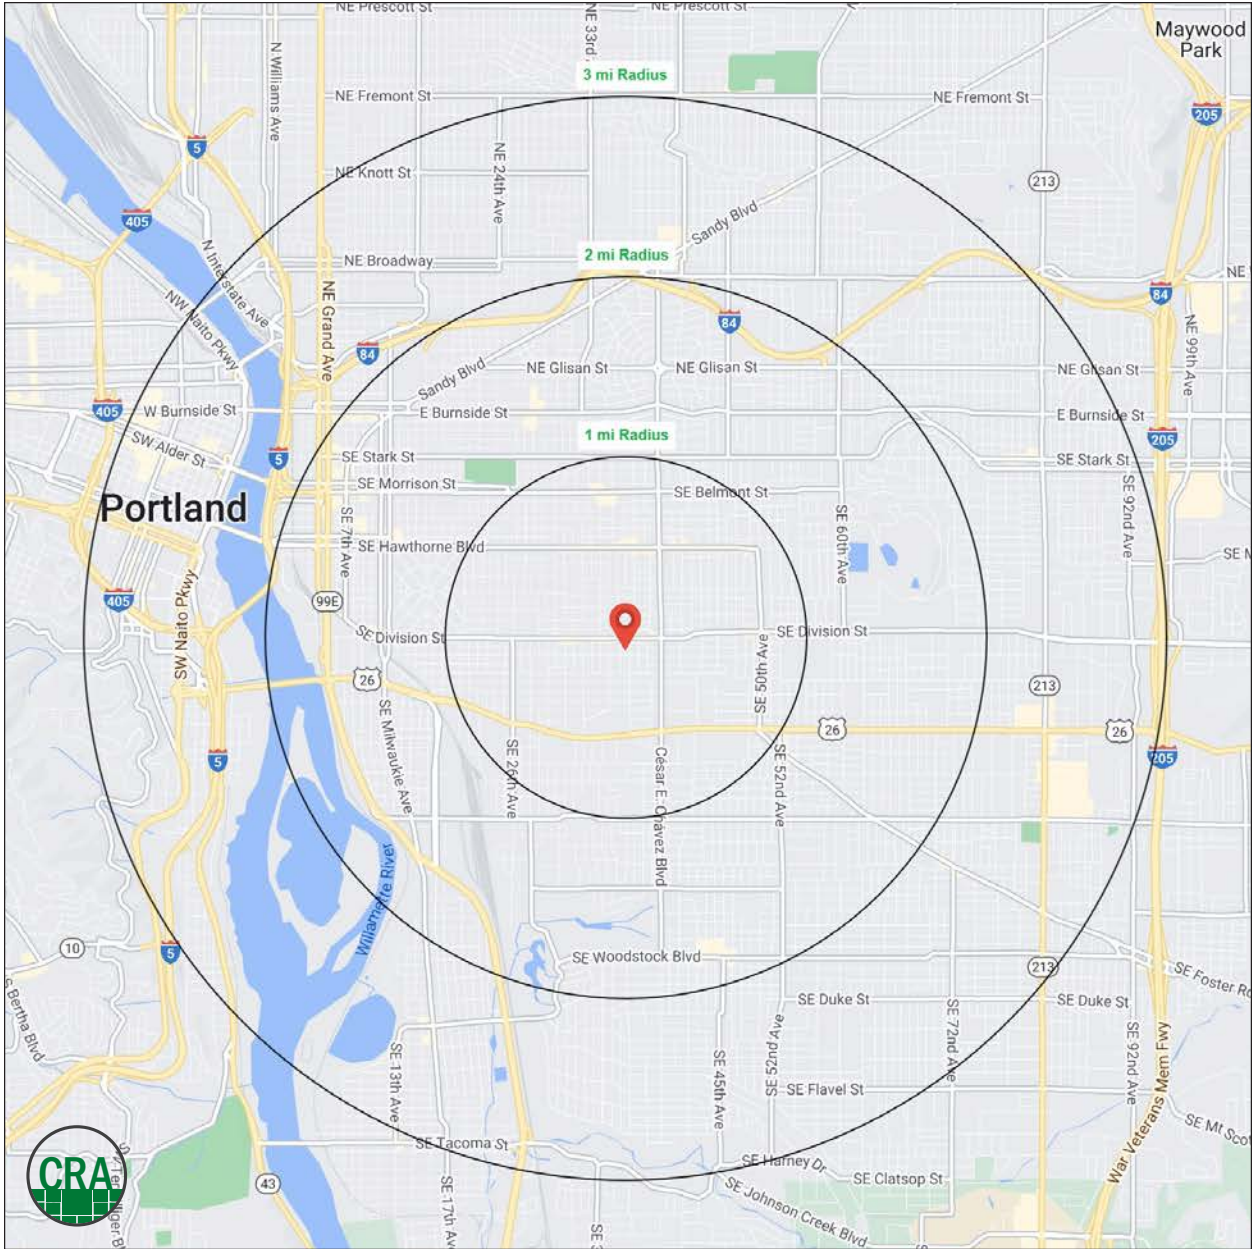 NE Prescott St
NE Prescott St
Maywood
Park
N Williams Ave
NE 33rd
3 mi Radius
NE Fremont St
NE Fremont St
205
5
NE 24th Ave
NE Knott St
213
405
Sandy Blvd
N Interstate Ave
NE Broadway
2 mi Radius
NE
84
NW Naito Pkwy
NE Grand Ave
84
NE 99th Ave
84
Sandy Blvd
NE Glisan St
NE Glisan St
NE Glisan St
405
W Burnside St
E Burnside St
E Burnside St
SW Alder St
1 mi Radius
205
5
SE Stark St
SE Stark St
SE Morrison St
SE Belmont St
SE 92nd Ave
Portland
SE 7th Ave
SE 60th Ave
SE Hawthorne Blvd
SE M
405
99E
SW Naito Pkwy
SE Division St
SE Division St
SE 50th Ave
26
213
SE Milwaukie Ave
26
26
5
SE 26th Ave
César E. Chávez Blvd
SE 52nd Ave
205
Willamette River
10
5
SE Woodstock Blvd
213
SE Foster Rd
S Bertha Blvd
SE Duke St
SE Duke St
SE 13th Ave
SE 45th Ave
SE 52nd Ave
SE 72nd Ave
SE 92nd Ave
War Veterans Mem Fwy
SE Flavel St
SE Tacoma St
SE Mt Scot
CRA
SE Harney Dr
43
SE Clatsop St
SE 17th Av
SE Johnson Creek Blvd
SE 3
S